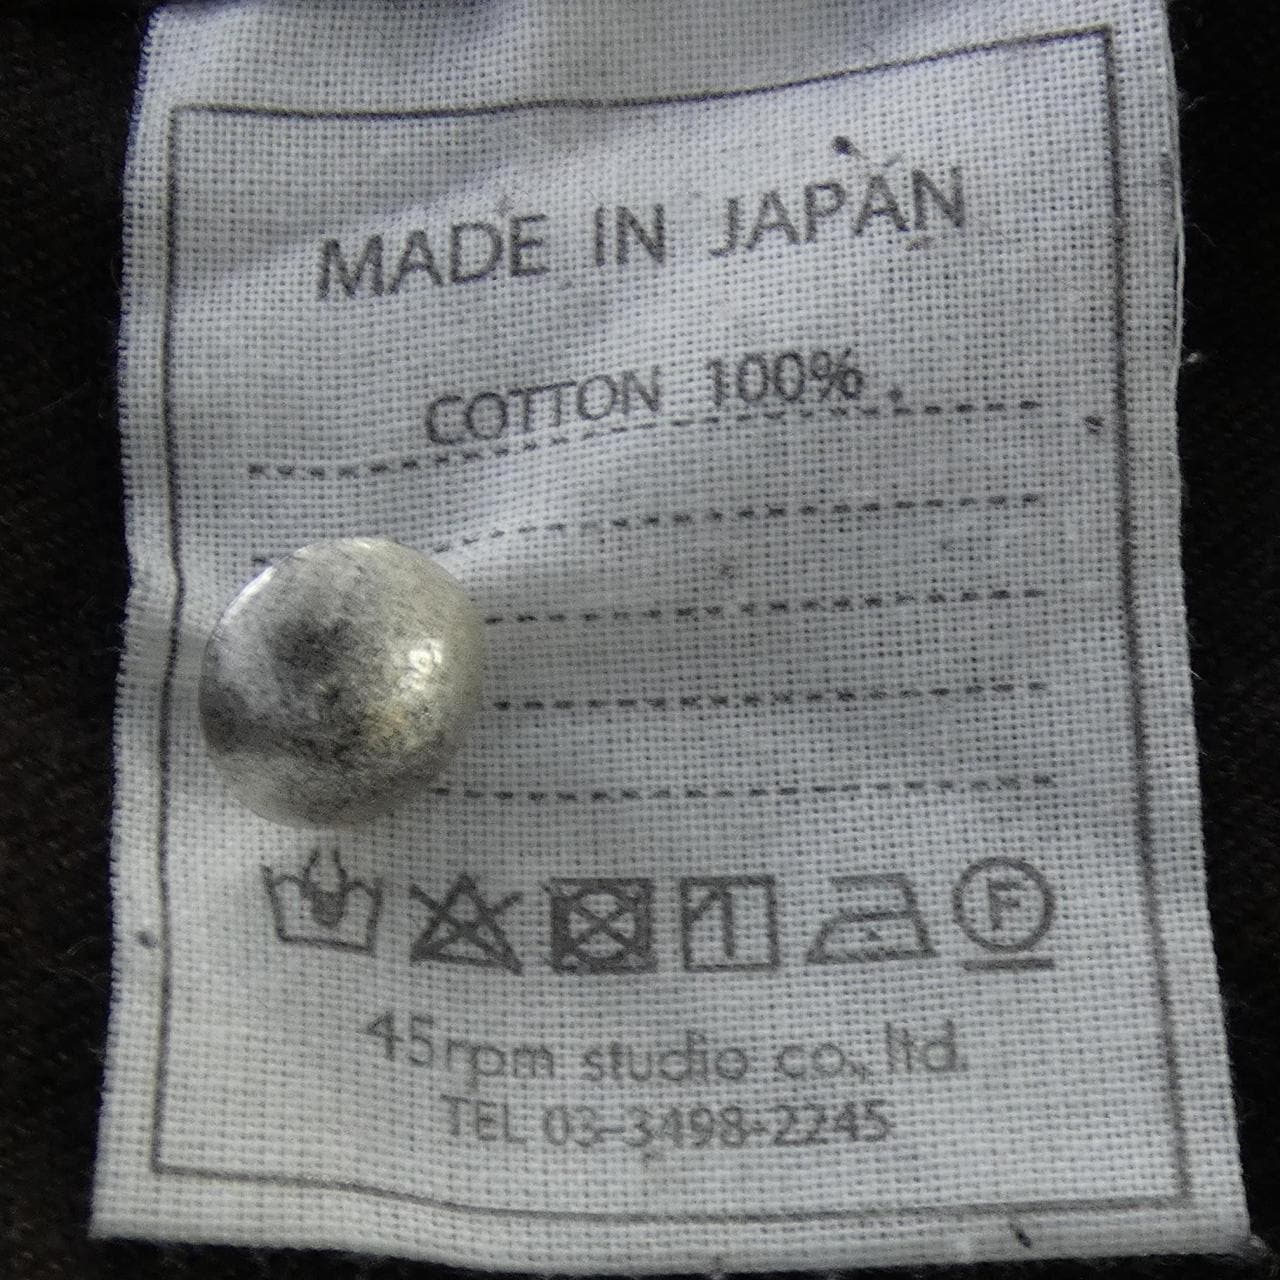 MADE IN JAPAN
COTTON 100%
F
45rpm studio co., ltd.
TEL 03-3498-2245